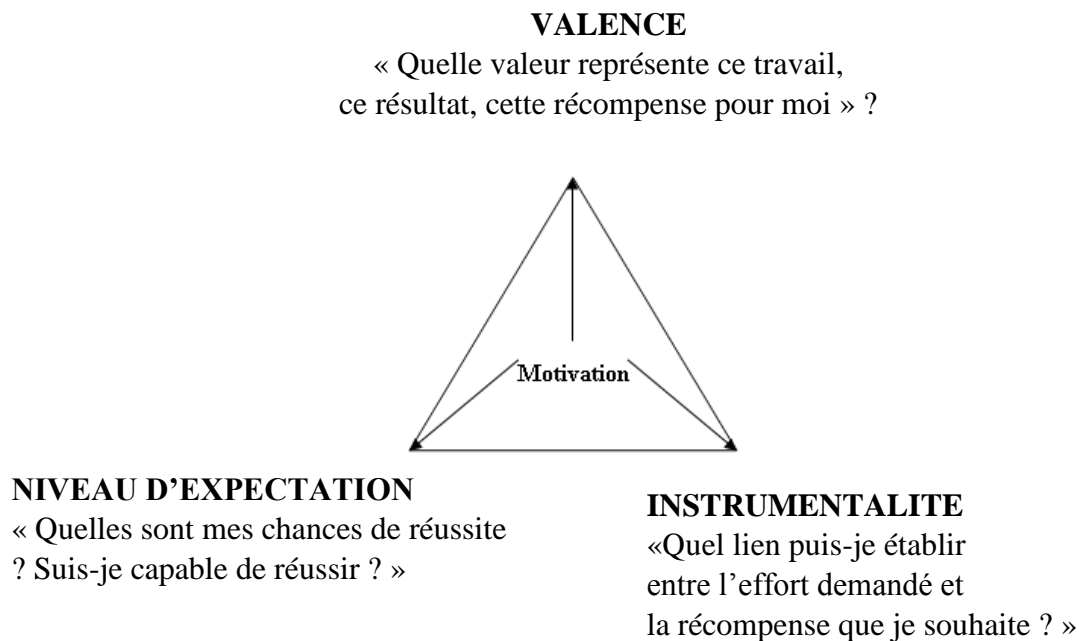 VALENCE
« Quelle valeur représente ce travail,
ce résultat, cette récompense pour moi » ?
Motivation
NIVEAU D’EXPECTATION
« Quelles sont mes chances de réussite
? Suis-je capable de réussir ? »
INSTRUMENTALITE
«Quel lien puis-je établir
entre l’effort demandé et
la récompense que je souhaite ? »